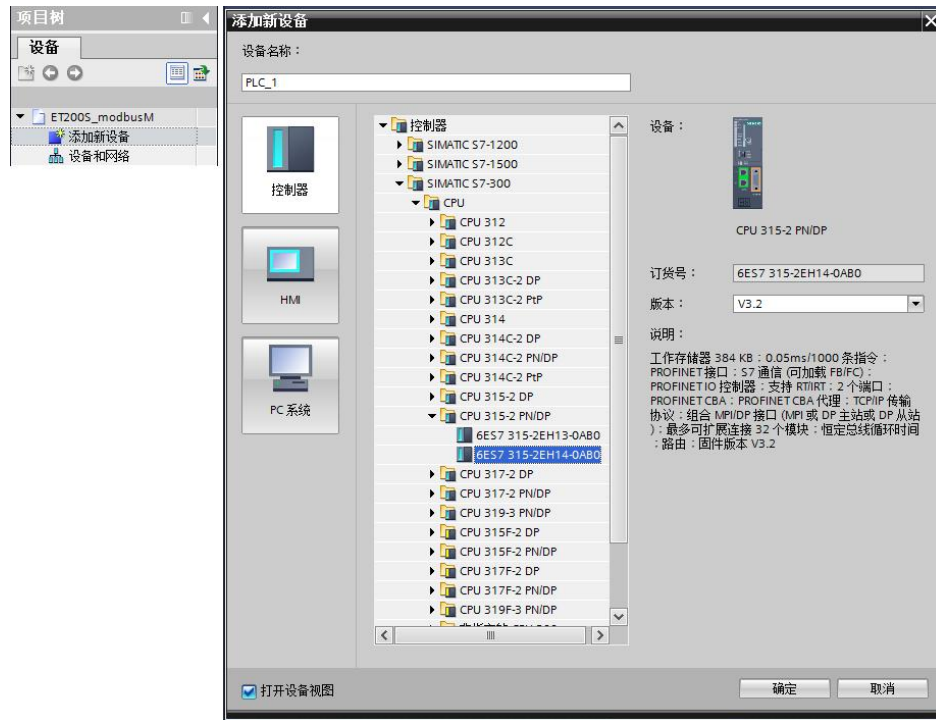 项目树
设备
ET200S_modbusM
添加新设备
设备和网络
添加新设备
设备名称：
PLC_1
控制器
HMI
PC 系统
控制器
SIMATIC S7-1200
SIMATIC S7-1500
SIMATIC S7-300
CPU
CPU 312
CPU 312C
CPU 313C
CPU 313C-2 DP
CPU 313C-2 PtP
CPU 314
CPU 314C-2 DP
CPU 314C-2 PN/DP
CPU 314C-2 PtP
CPU 315-2 DP
CPU 315-2 PN/DP
6ES7 315-2EH13-0AB0
6ES7 315-2EH14-0AB0
CPU 317-2 DP
CPU 317-2 PN/DP
CPU 319-3 PN/DP
CPU 315F-2 DP
CPU 315F-2 PN/DP
CPU 317F-2 DP
CPU 317F-2 PN/DP
CPU 319F-3 PN/DP
设备：
CPU 315-2 PN/DP
订货号：
6ES7 315-2EH14-0AB0
版本：
V3.2
说明：
工作存储器 384 KB；0.05ms/1000 条指令；
PROFINET 接口；S7 通信 (可加载 FB/FC)；
PROFINET IO 控制器；支持 RT/IRT；2 个端口；
PROFINET CBA；PROFINET CBA 代理；TCP/IP 传输
协议；组合 MPI/DP 接口 (MPI 或 DP 主站或 DP 从站
)；最多可扩展连接 32 个模块；恒定总线循环时间
；路由；固件版本 V3.2
打开设备视图
确定
取消